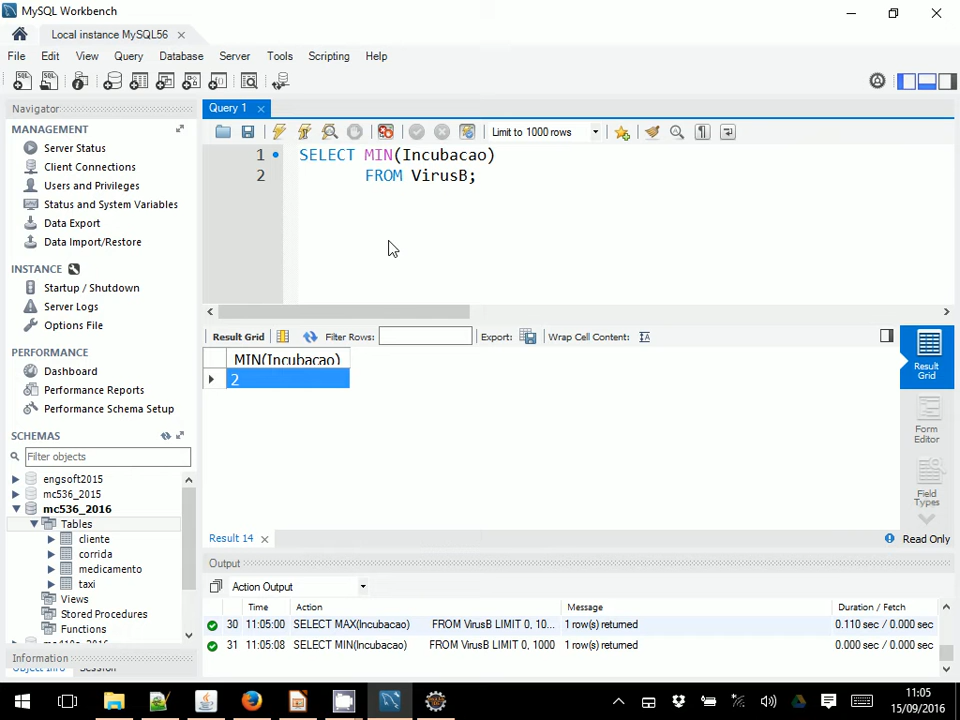 MySQL Workbench
Local instance MySQL56
File Edit View Query Database Server Tools Scripting Help
Navigator
MANAGEMENT
Server Status
Client Connections
Users and Privileges
Status and System Variables
Data Export
Data Import/Restore
INSTANCE
Startup / Shutdown
Server Logs
Options File
PERFORMANCE
Dashboard
Performance Reports
Performance Schema Setup
SCHEMAS
Filter objects
engsoft2015
mc536_2015
mc536_2016
Tables
cliente
corrida
medicamento
taxi
Views
Stored Procedures
Functions
Information
Object Info Session
Query 1
Limit to 1000 rows
1 SELECT MIN(Incubacao)
2 FROM VirusB;
Result Grid Filter Rows: Export: Wrap Cell Content:
MIN(Incubacao)
2
Result Grid
Form Editor
Field Types
Result 14
Read Only
Output
Action Output
Time Action Message Duration / Fetch
30 11:05:00 SELECT MAX(Incubacao) FROM VirusB LIMIT 0, 10... 1 row(s) returned 0.110 sec / 0.000 sec
31 11:05:08 SELECT MIN(Incubacao) FROM VirusB LIMIT 0, 1000 1 row(s) returned 0.000 sec / 0.000 sec
11:05
15/09/2016